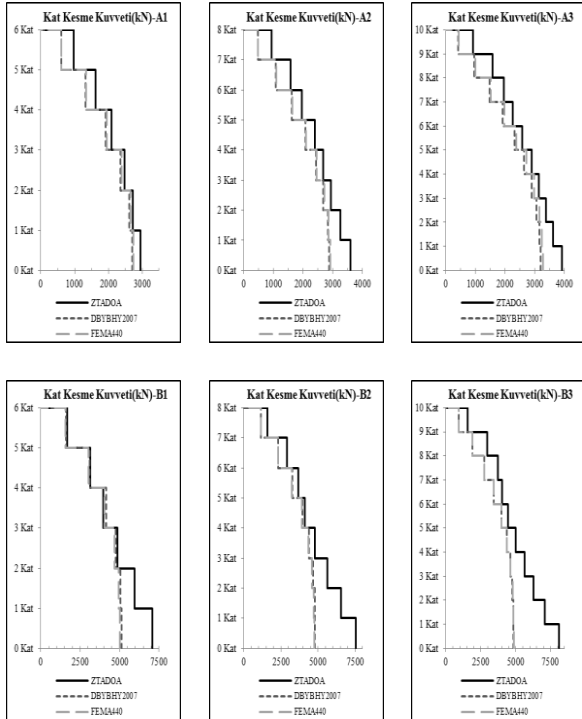 Kat Kesme Kuvveti(kN)-A1
6 Kat
5 Kat
4 Kat
3 Kat
2 Kat
1 Kat
0 Kat
0 1000 2000 3000
ZTADOA
DBYBHY2007
FEMA440
Kat Kesme Kuvveti(kN)-A2
8 Kat
7 Kat
6 Kat
5 Kat
4 Kat
3 Kat
2 Kat
1 Kat
0 Kat
0 1000 2000 3000 4000
ZTADOA
DBYBHY2007
FEMA440
Kat Kesme Kuvveti(kN)-A3
10 Kat
9 Kat
8 Kat
7 Kat
6 Kat
5 Kat
4 Kat
3 Kat
2 Kat
1 Kat
0 Kat
0 1000 2000 3000 4000
ZTADOA
DBYBHY2007
FEMA440
Kat Kesme Kuvveti(kN)-B1
6 Kat
5 Kat
4 Kat
3 Kat
2 Kat
1 Kat
0 Kat
0 5000 7500
ZTADOA
DBYBHY2007
FEMA440
Kat Kesme Kuvveti(kN)-B2
8 Kat
7 Kat
6 Kat
5 Kat
4 Kat
3 Kat
2 Kat
1 Kat
0 Kat
0 2500 5000 7500
ZTADOA
DBYBHY2007
FEMA440
Kat Kesme Kuvveti(kN)-B3
10 Kat
9 Kat
8 Kat
7 Kat
6 Kat
5 Kat
4 Kat
3 Kat
2 Kat
1 Kat
0 Kat
0 2500 5000 7500
ZTADOA
DBYBHY2007
FEMA440